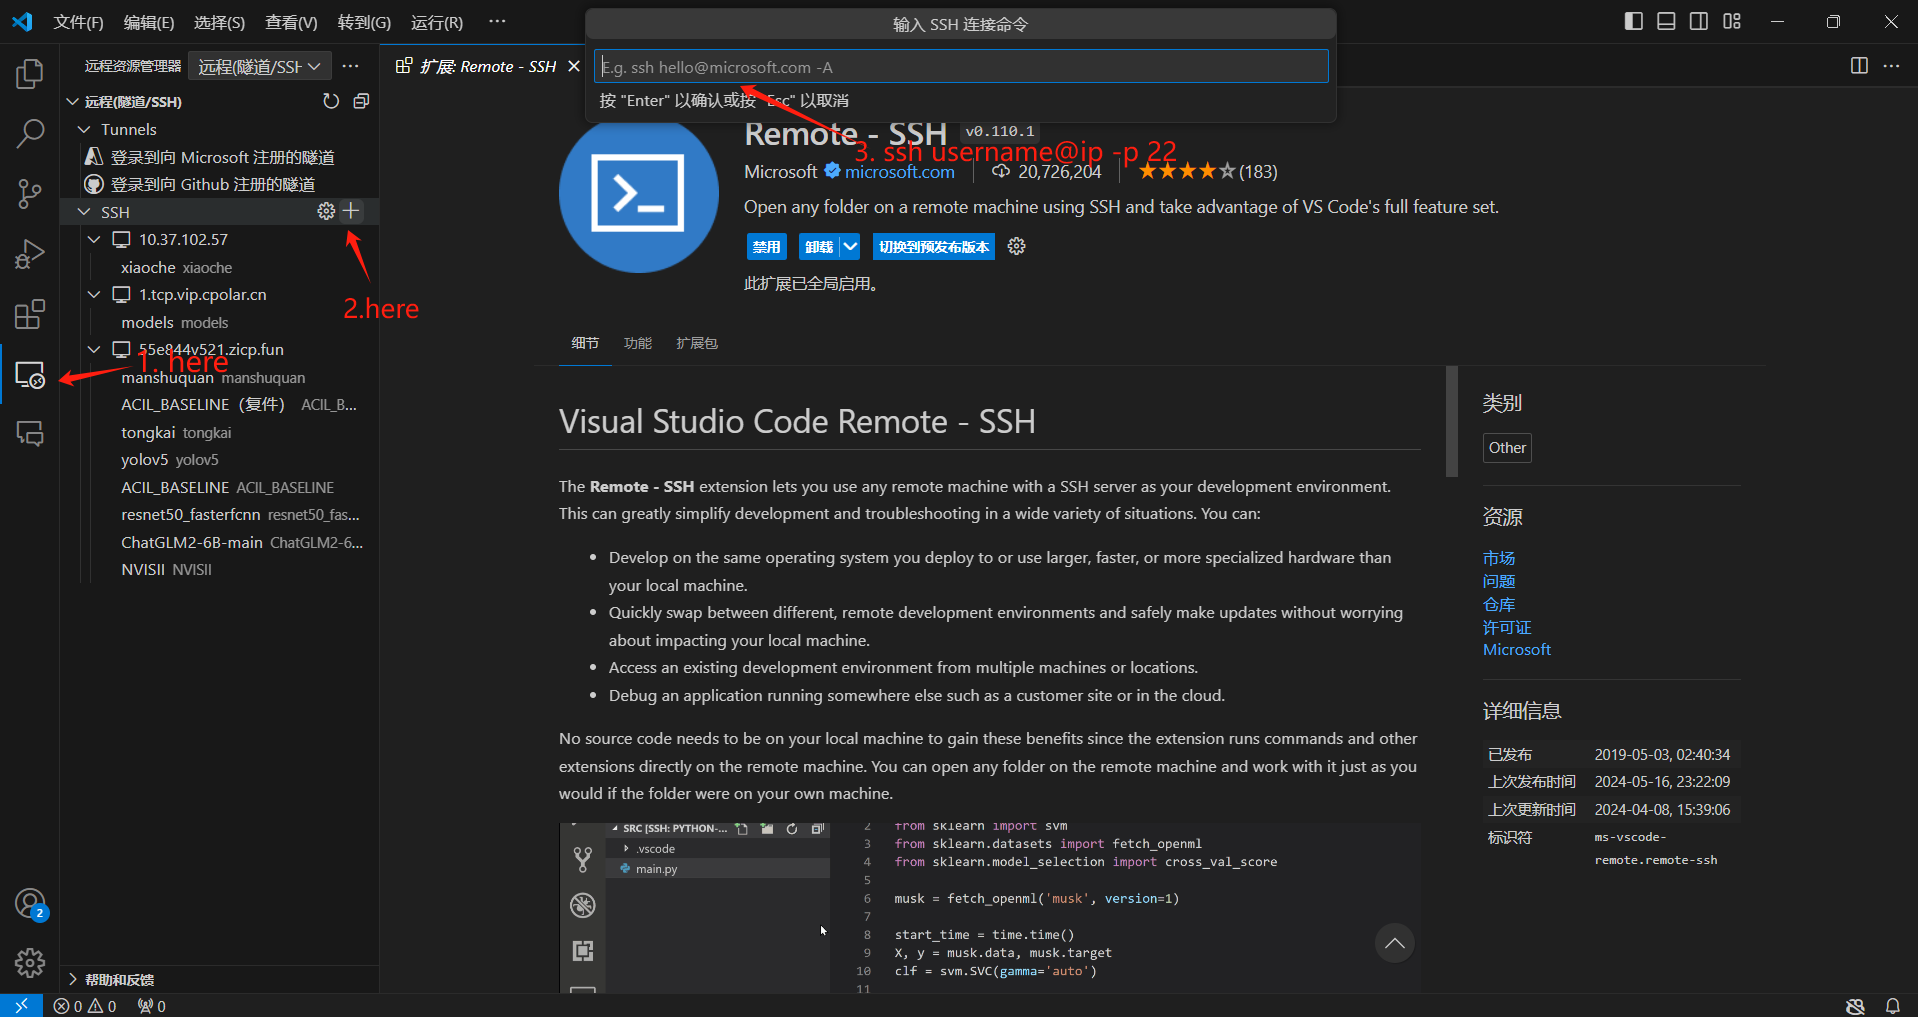 文件(F) 编辑(E) 选择(S) 查看(V) 转到(G) 运行(R) ···
输入 SSH 连接命令
E.g. ssh hello@microsoft.com -A
按 "Enter" 以确认或按 "Esc" 以取消
远程资源管理器 远程(隧道/SSH ···
扩展: Remote - SSH
远程(隧道/SSH)
Tunnels
登录到向 Microsoft 注册的隧道
登录到向 Github 注册的隧道
SSH
10.37.102.57
xiaoche xiaoche
1.tcp.vip.cpolar.cn
models models
55e844v521.zicp.fun
manshuquan manshuquan
ACIL_BASELINE（复件） ACIL_B...
tongkai tongkai
yolov5 yolov5
ACIL_BASELINE ACIL_BASELINE
resnet50_fasterfcnn resnet50_fas...
ChatGLM2-6B-main ChatGLM2-6...
NVISII NVISII
1. here
2.here
3. ssh username@ip -p 22
帮助和反馈
2
0 0 0
Remote - SSH v0.110.1
Microsoft microsoft.com 20,726,204 (183)
Open any folder on a remote machine using SSH and take advantage of VS Code's full feature set.
禁用 卸载 切换到预发布版本
此扩展已全局启用。
细节 功能 扩展包
Visual Studio Code Remote - SSH
The Remote - SSH extension lets you use any remote machine with a SSH server as your development environment.
This can greatly simplify development and troubleshooting in a wide variety of situations. You can:
• Develop on the same operating system you deploy to or use larger, faster, or more specialized hardware than
your local machine.
• Quickly swap between different, remote development environments and safely make updates without worrying
about impacting your local machine.
• Access an existing development environment from multiple machines or locations.
• Debug an application running somewhere else such as a customer site or in the cloud.
No source code needs to be on your local machine to gain these benefits since the extension runs commands and other
extensions directly on the remote machine. You can open any folder on the remote machine and work with it just as you
would if the folder were on your own machine.
SRC [SSH: PYTHON-...
.vscode
main.py
2 from sklearn import svm
3 from sklearn.datasets import fetch_openml
4 from sklearn.model_selection import cross_val_score
5
6 musk = fetch_openml('musk', version=1)
7
8 start_time = time.time()
9 X, y = musk.data, musk.target
10 clf = svm.SVC(gamma='auto')
11
类别
Other
资源
市场
问题
仓库
许可证
Microsoft
详细信息
已发布 2019-05-03, 02:40:34
上次发布时间 2024-05-16, 23:22:09
上次更新时间 2024-04-08, 15:39:06
标识符 ms-vscode-
remote.remote-ssh